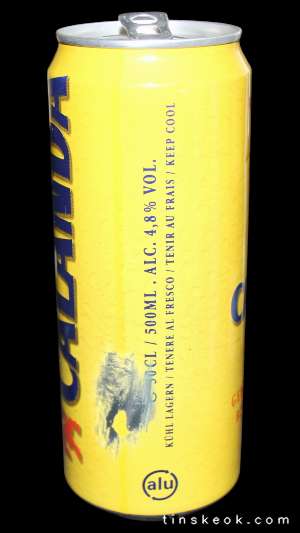 CALANDA
50CL / 500ML . ALC. 4,8% VOL.
KÜHL LAGERN / TENERE AL FRESCO / TENIR AU FRAIS / KEEP COOL
alu
tinskeok.com